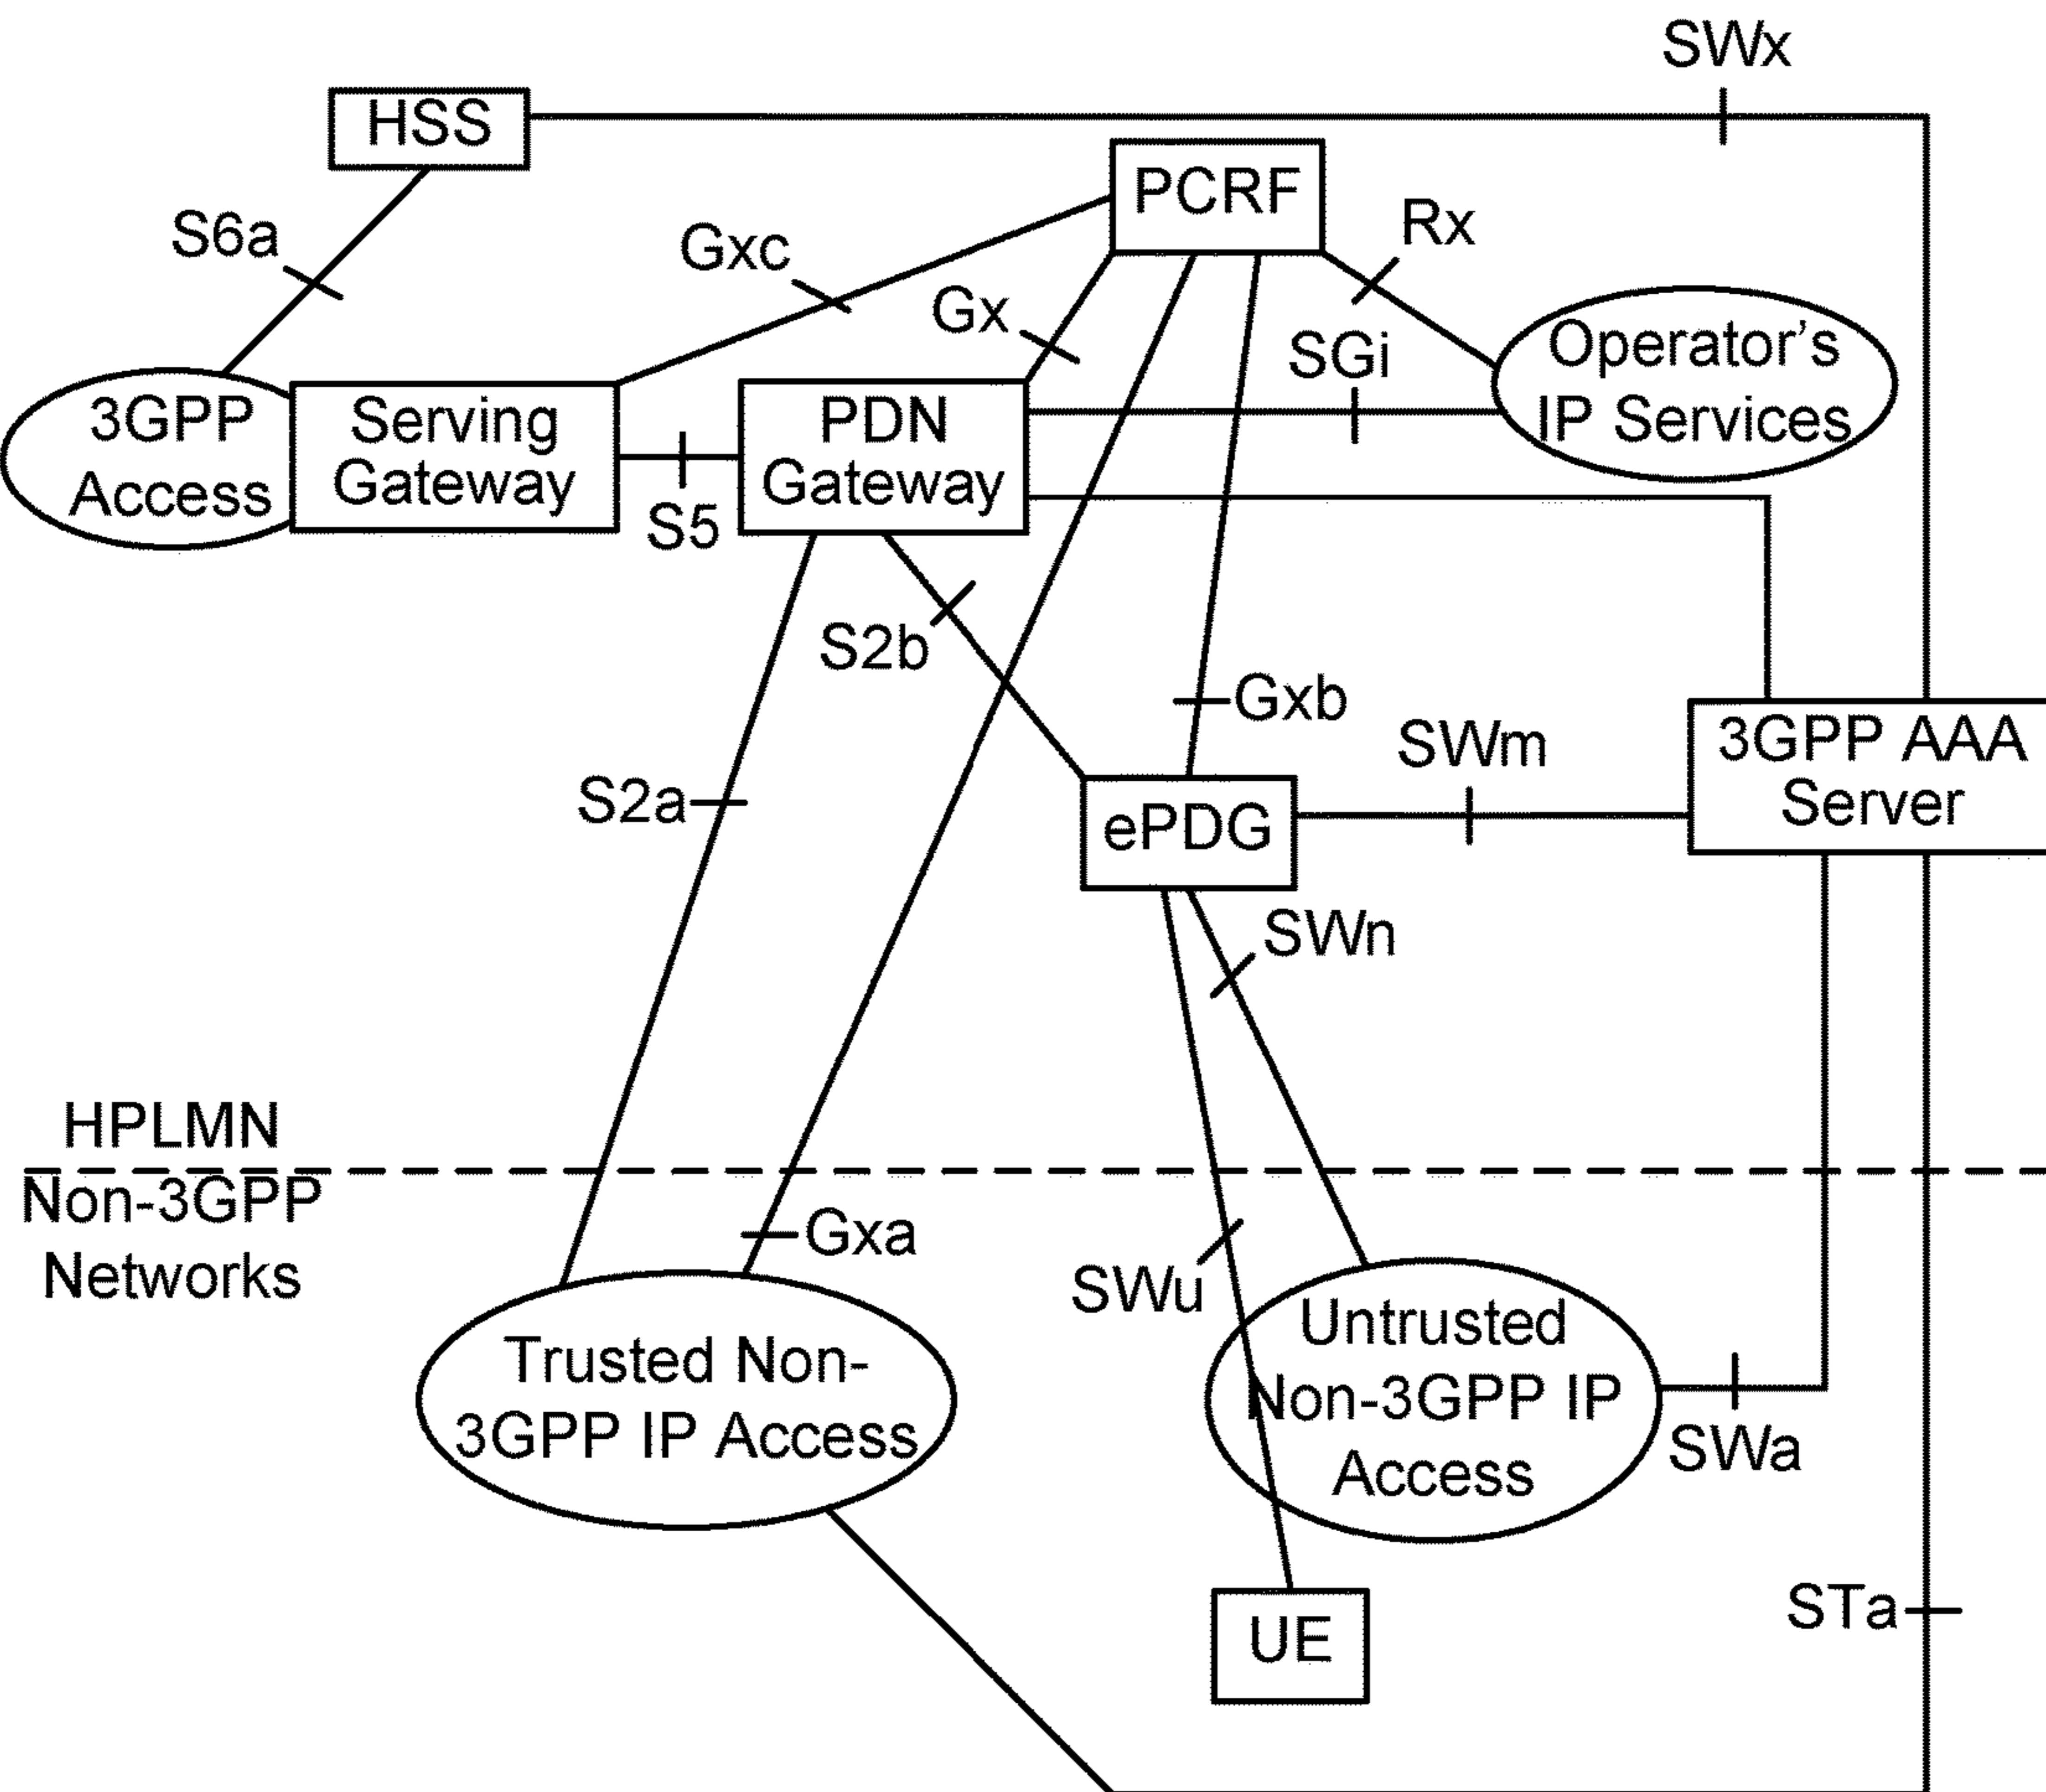 SWx
HSS
PCRF
S6a
Gxc
Rx
Gx
SGi
Operator's
IP Services
3GPP
Access
Serving
Gateway
S5
PDN
Gateway
S2b
Gxb
SWm
3GPP AAA
Server
S2a
ePDG
SWn
HPLMN
Non-3GPP
Networks
Gxa
SWu
Trusted Non-
3GPP IP Access
Untrusted
Non-3GPP IP
Access
SWa
STa
UE